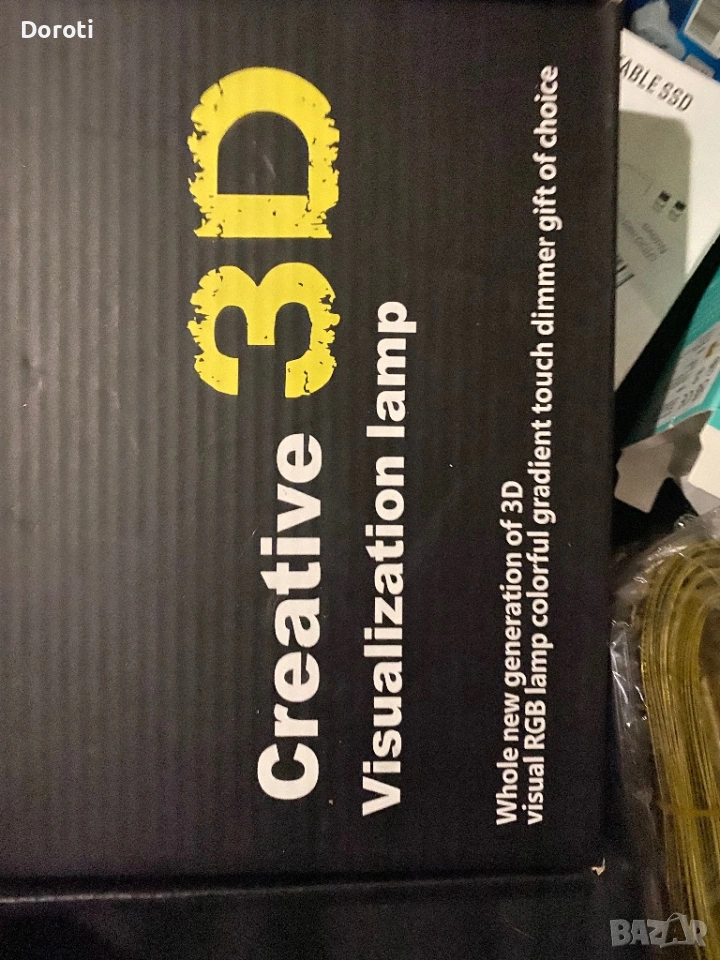 Doroti
Creative 3D
Visualization lamp
Whole new generation of 3D
visual RGB lamp colorful gradient touch dimmer gift of choice
TABLE SSD
BAZAR